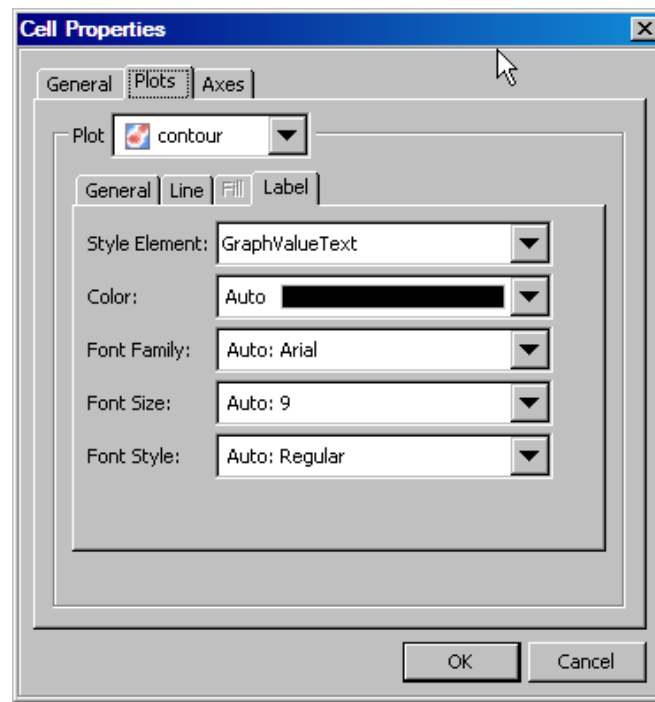 Cell Properties
General Plots Axes
Plot contour
General Line Fill Label
Style Element: GraphValueText
Color: Auto
Font Family: Auto: Arial
Font Size: Auto: 9
Font Style: Auto: Regular
OK Cancel